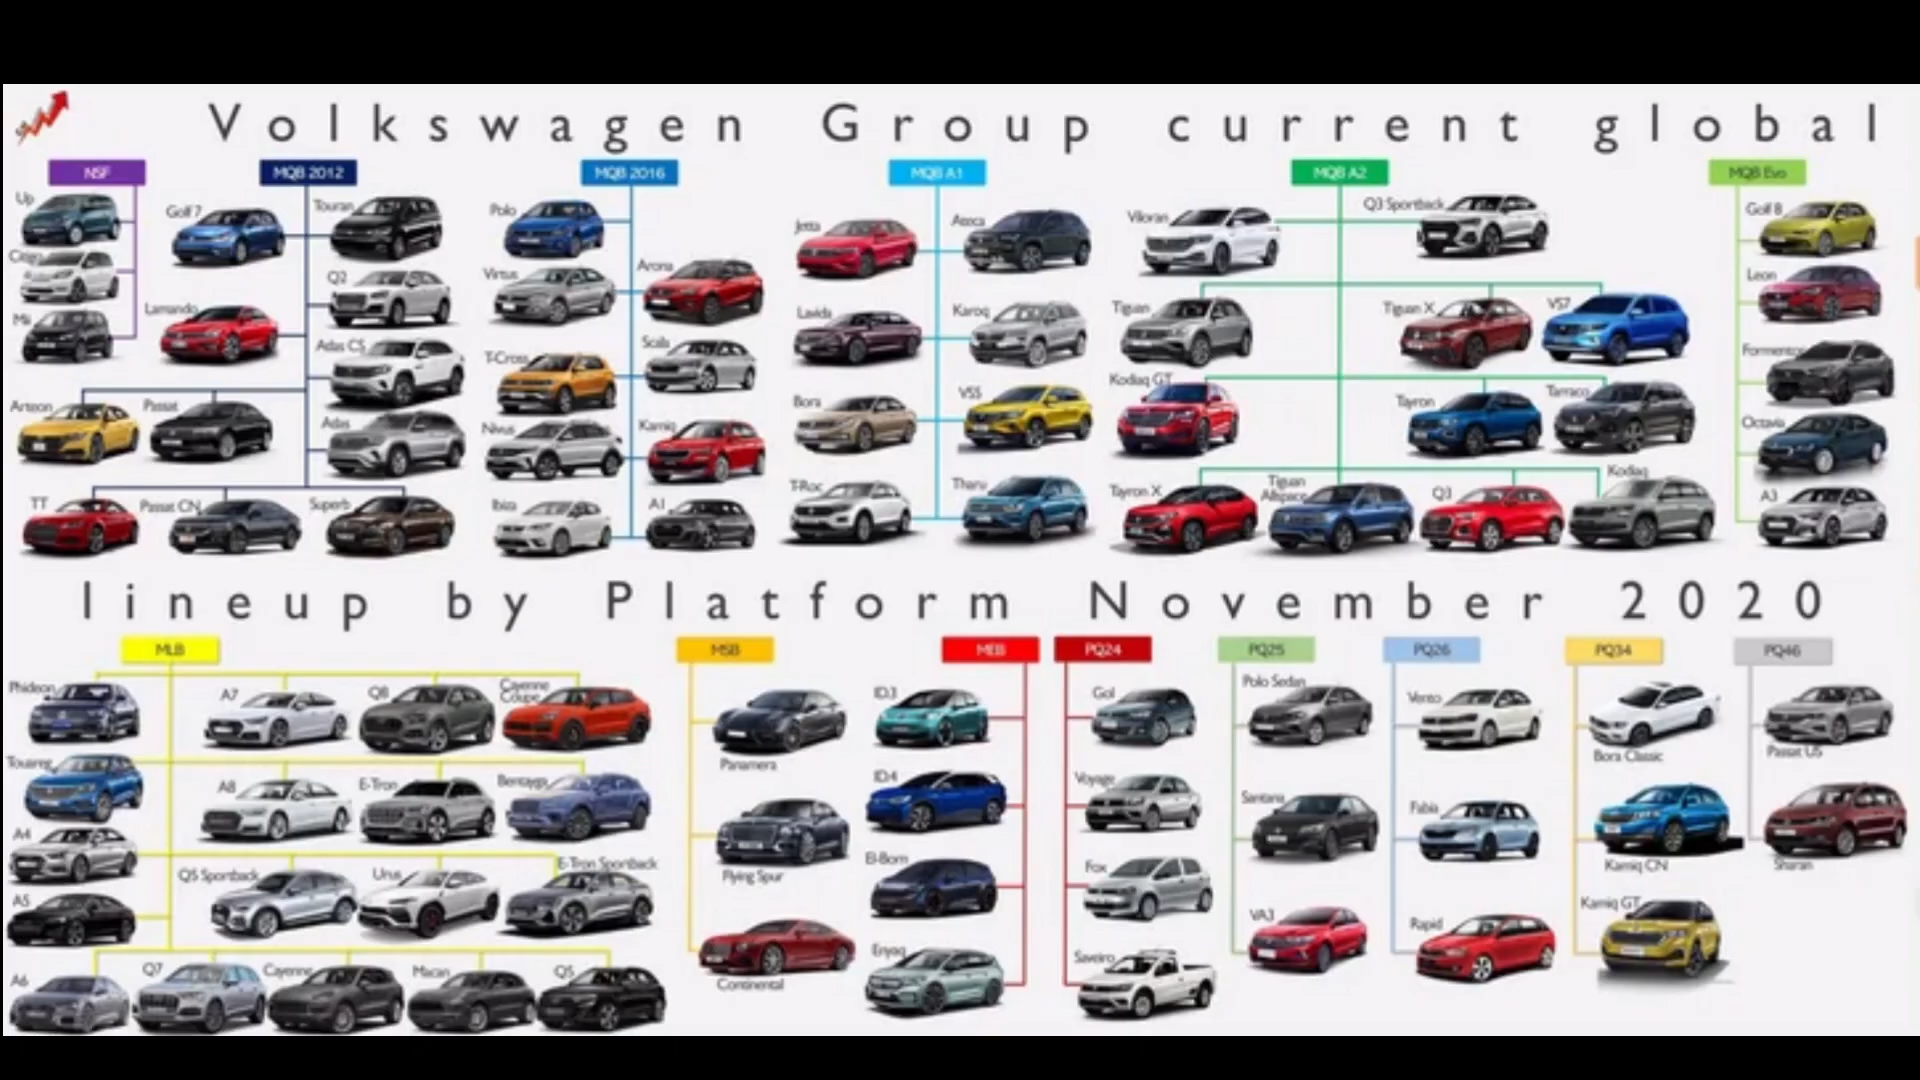 Volkswagen Group current global
NSF
MQB 2012
MQB 2016
MQB A1
MQB A2
MQB Evo
Up
Citigo
Mii
Golf 7
Touran
Q2
Lamando
Atlas CS
Atlas
Arteon
Passat
TT
Passat CN
Superb
Polo
Virtus
Arona
T-Cross
Scala
Nivus
Kamiq
Ibiza
A1
Jetta
Ateca
Lavida
Karoq
Bora
VS5
T-Roc
Tharu
Viloran
Q3 Sportback
Tiguan
Tiguan X
VS7
Kodiaq GT
Tayron
Tarraco
Tayron X
Tiguan
Allspace
Q3
Kodiaq
Golf 8
Leon
Formentor
Octavia
A3
lineup by Platform November 2020
MLB
MSB
MEB
PQ24
PQ25
PQ26
PQ34
PQ46
Phideon
A7
Q8
Cayenne
Coupe
Touareg
A8
E-Tron
Bentayga
A4
Q5 Sportback
Urus
E-Tron Sportback
A5
A6
Q7
Cayenne
Macan
Q5
Panamera
Flying Spur
Continental
ID.3
ID.4
El-Born
Enyaq
Gol
Voyage
Fox
Saveiro
Polo Sedan
Santana
VA3
Vento
Fabia
Rapid
Bora Classic
Kamiq CN
Kamiq GT
Passat US
Sharan